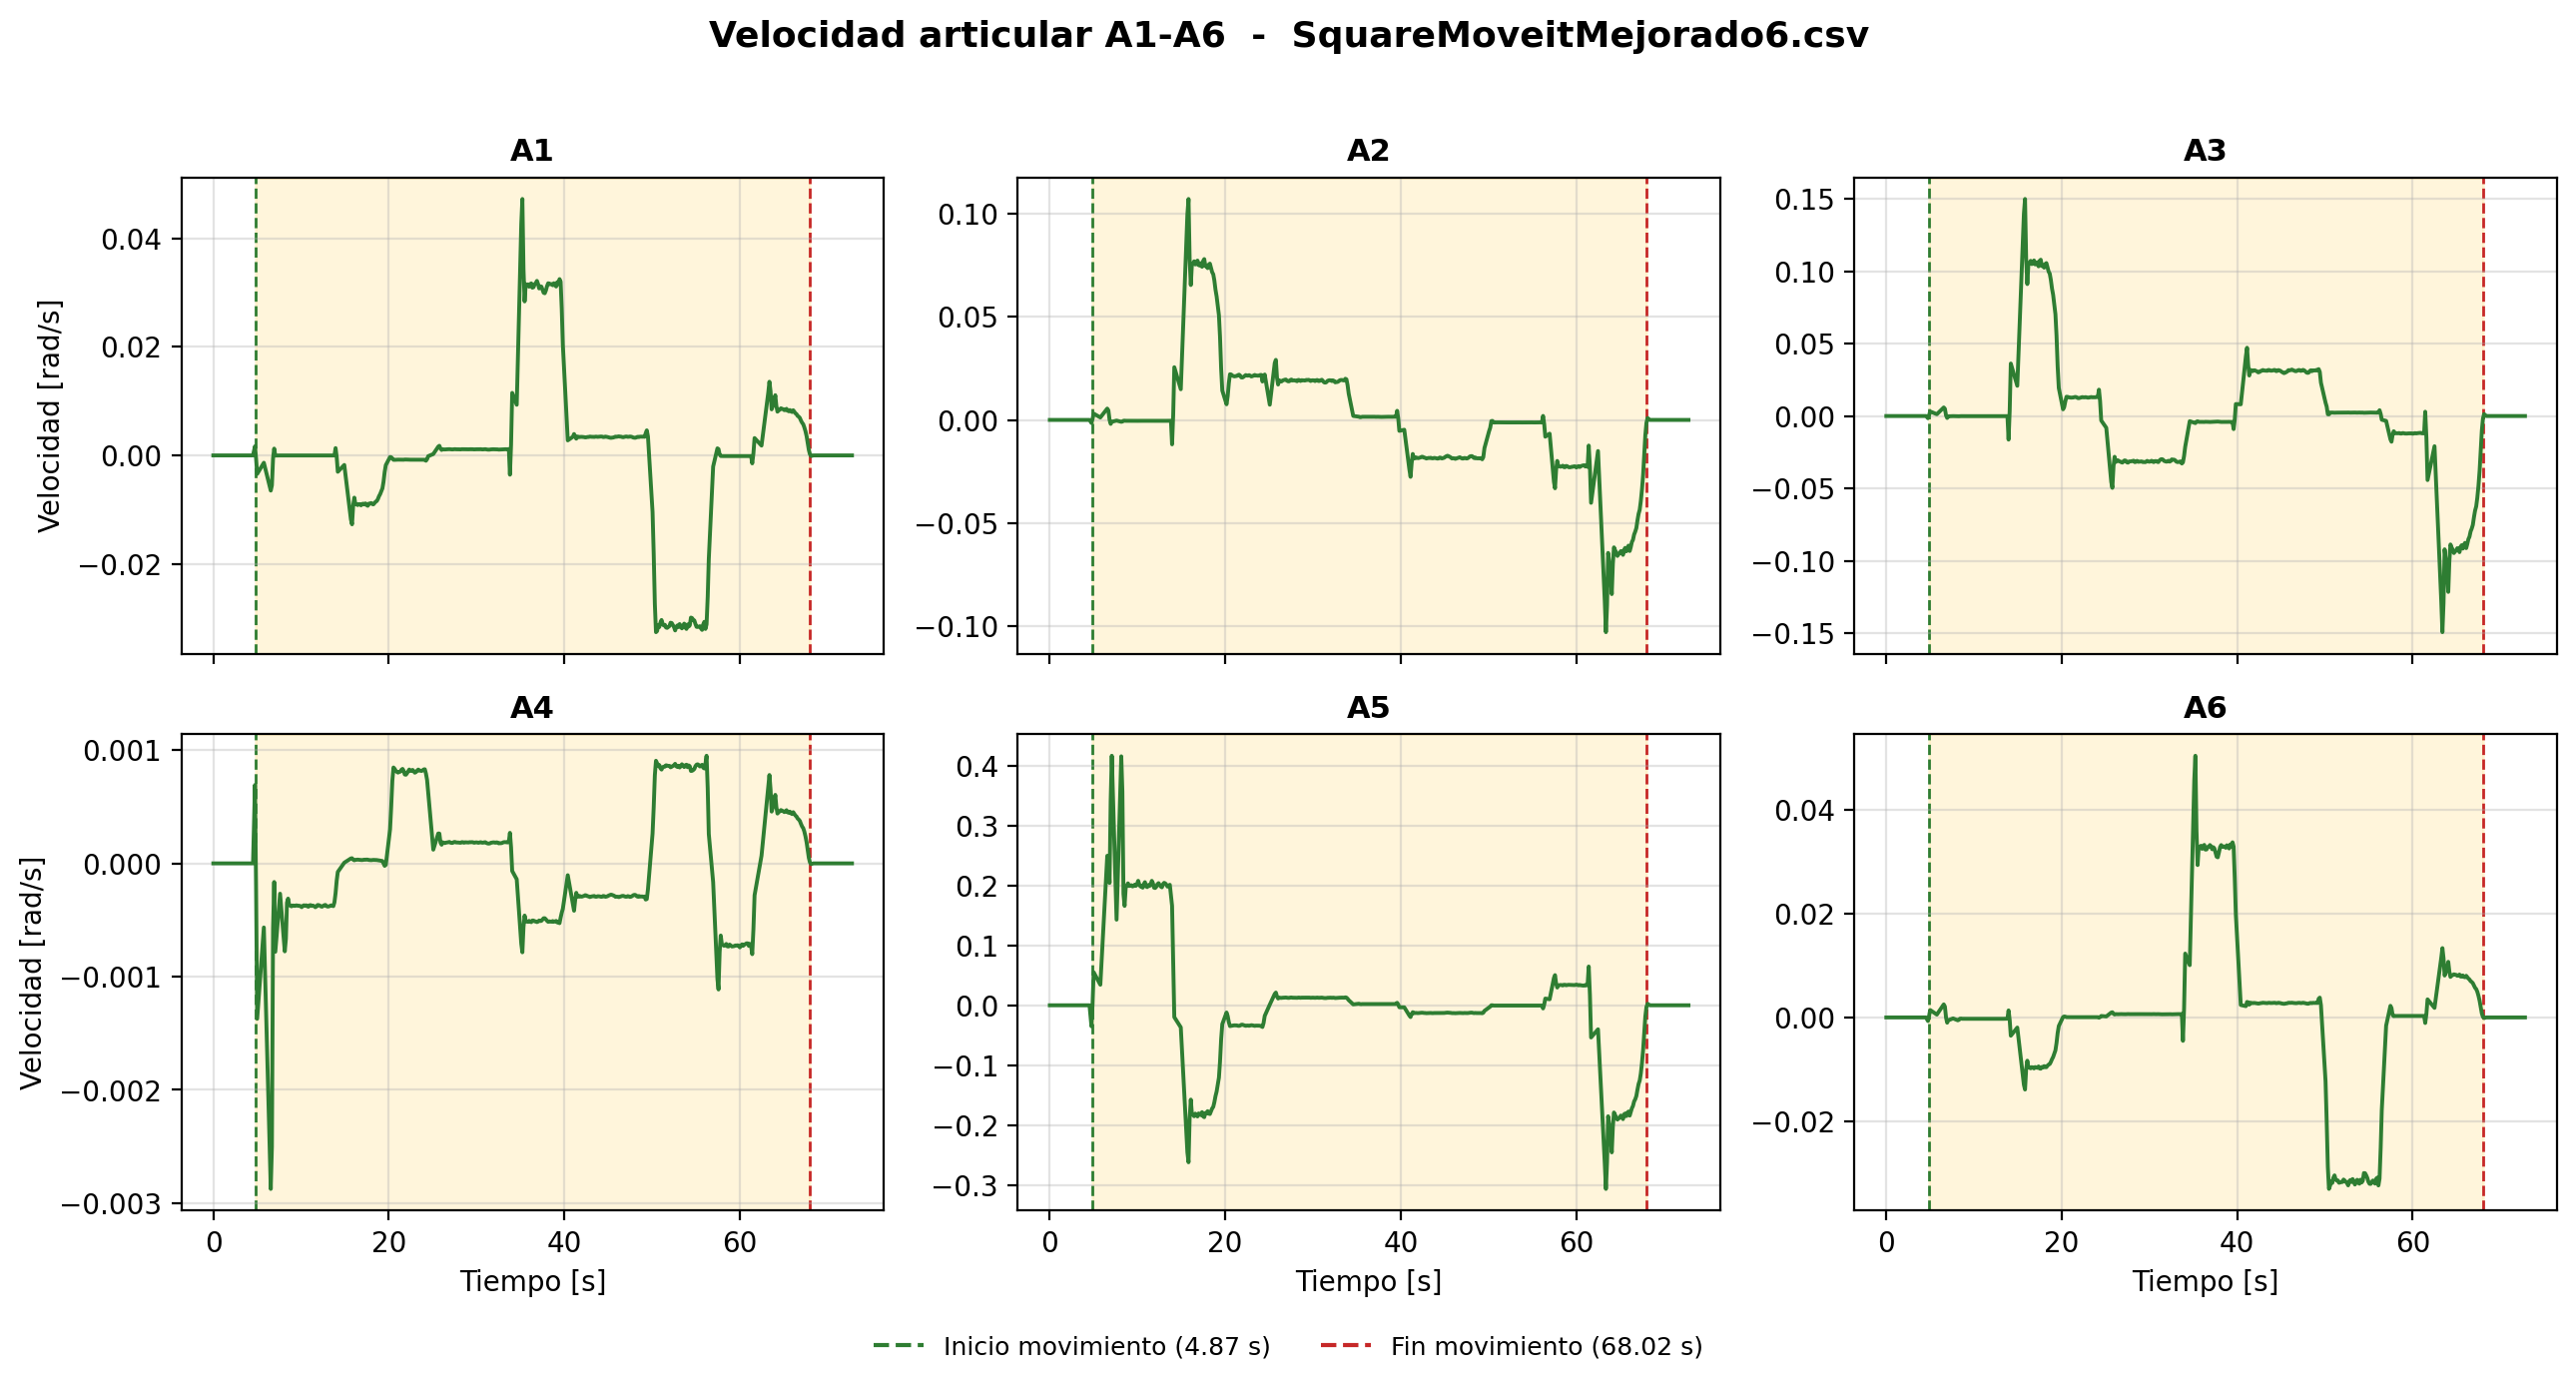 Velocidad articular A1-A6 - SquareMoveitMejorado6.csv
A1
A2
A3
Velocidad [rad/s]
0.04
0.02
0.00
−0.02
0.10
0.05
0.00
−0.05
−0.10
0.15
0.10
0.05
0.00
−0.05
−0.10
−0.15
A4
A5
A6
Velocidad [rad/s]
0.001
0.000
−0.001
−0.002
−0.003
0.4
0.3
0.2
0.1
0.0
−0.1
−0.2
−0.3
0.04
0.02
0.00
−0.02
0 20 40 60
0 20 40 60
0 20 40 60
Tiempo [s]
Tiempo [s]
Tiempo [s]
Inicio movimiento (4.87 s)
Fin movimiento (68.02 s)